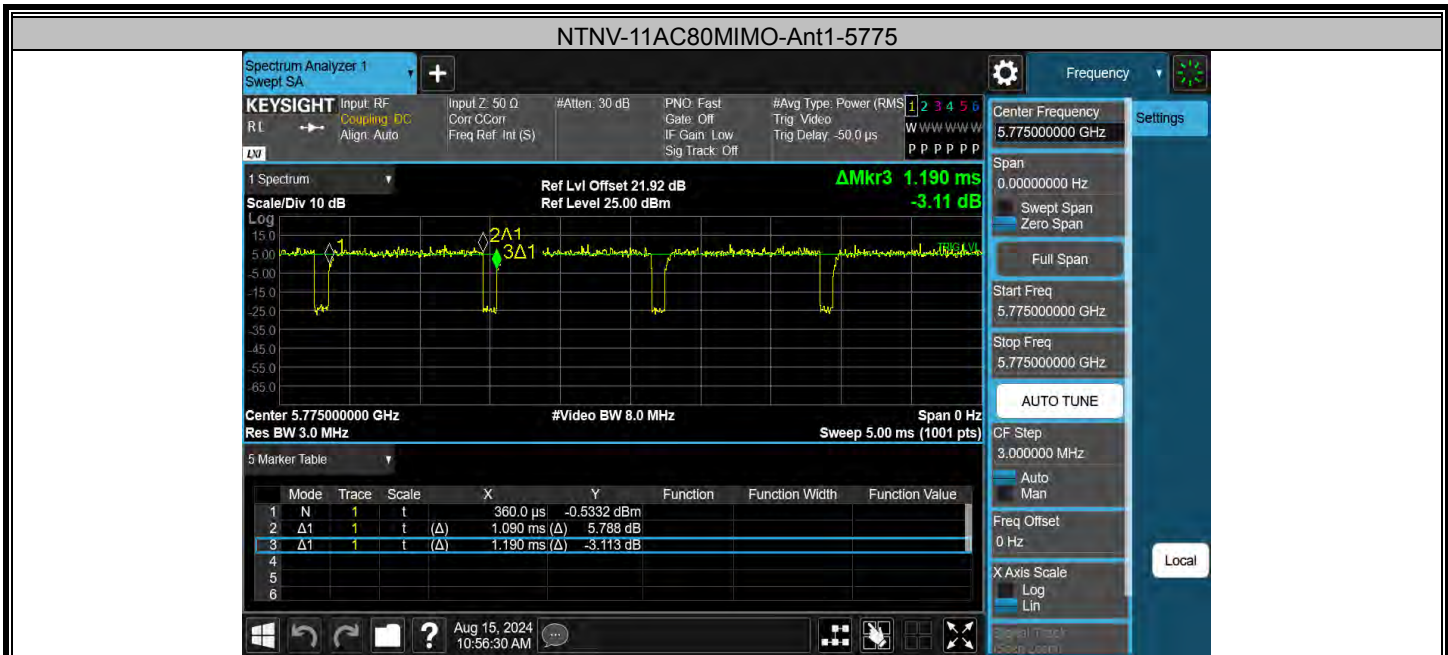 NTNV-11AC80MIMO-Ant1-5775
Spectrum Analyzer 1
Swept SA
+
Frequency
KEYSIGHT
RL
LXI
Input: RF
Coupling: DC
Align: Auto
Input Z: 50 Ω
Corr CCorr
Freq Ref: Int (S)
#Atten: 30 dB
PNO: Fast
Gate: Off
IF Gain: Low
Sig Track: Off
#Avg Type: Power (RMS
Trig: Video
Trig Delay: -50.0 µs
1 2 3 4 5 6
W W W W W W
P P P P P P
Center Frequency
5.775000000 GHz
Settings
1 Spectrum
Scale/Div 10 dB
Ref Lvl Offset 21.92 dB
Ref Level 25.00 dBm
ΔMkr3 1.190 ms
-3.11 dB
Span
0.00000000 Hz
Swept Span
Zero Span
Full Span
Log
15.0
5.00
-5.00
-15.0
-25.0
-35.0
-45.0
-55.0
-65.0
1
2Δ1
3Δ1
TRIG LVL
Start Freq
5.775000000 GHz
Stop Freq
5.775000000 GHz
AUTO TUNE
Center 5.775000000 GHz
#Video BW 8.0 MHz
Span 0 Hz
Res BW 3.0 MHz
Sweep 5.00 ms (1001 pts)
CF Step
3.000000 MHz
Auto
Man
5 Marker Table
Mode Trace Scale X Y Function Function Width Function Value
1 N 1 t 360.0 µs -0.5332 dBm
2 Δ1 1 t (Δ) 1.090 ms (Δ) 5.788 dB
3 Δ1 1 t (Δ) 1.190 ms (Δ) -3.113 dB
4
5
6
Freq Offset
0 Hz
X Axis Scale
Log
Lin
Local
Signal Track
(Span Zoom)
?
Aug 15, 2024
10:56:30 AM